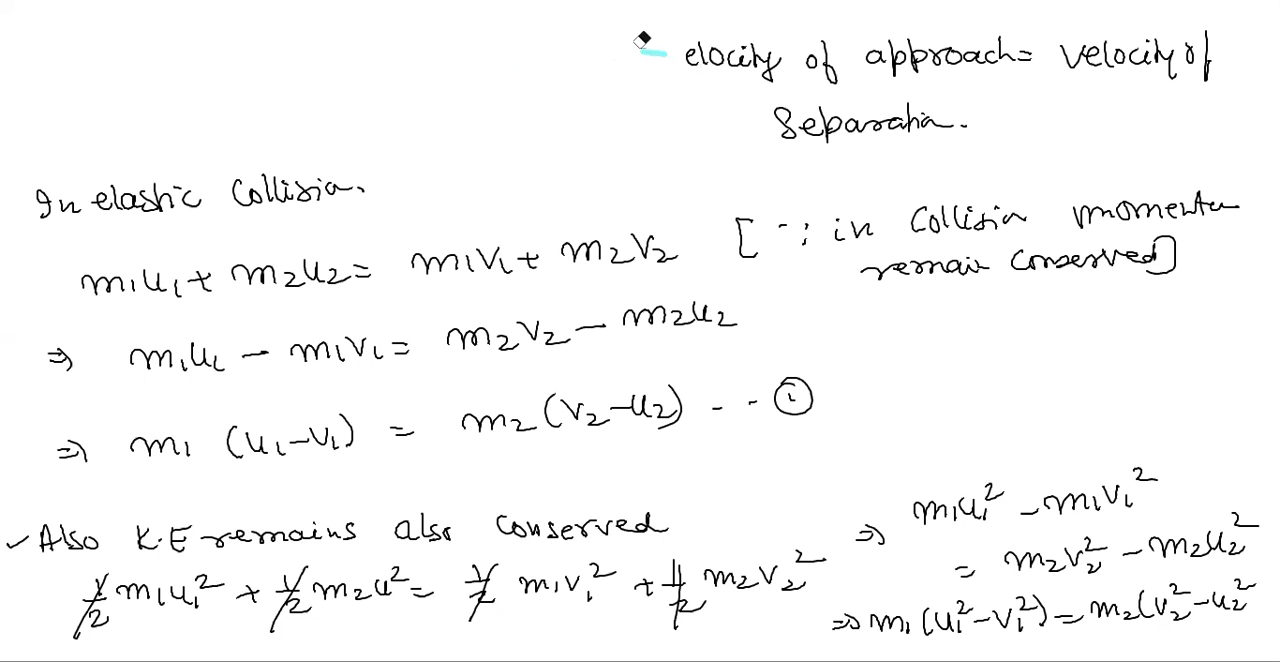 elocity of approach = velocity of
Separation.
In elastic Collision.
m1u1 + m2u2 = m1v1 + m2v2 [ ∵ in Collision momentum
remain conserved]
⇒ m1u1 − m1v1 = m2v2 − m2u2
⇒ m1 (u1−v1) = m2 (v2−u2) - - ①
✓ Also K.E remains also conserved
1/2 m1u1² + 1/2 m2u² = 1/2 m1v1² + 1/2 m2v2²
⇒ m1u1² − m1v1²
= m2v2² − m2u2²
⇒ m1 (u1²−v1²) = m2(v2²−u2²